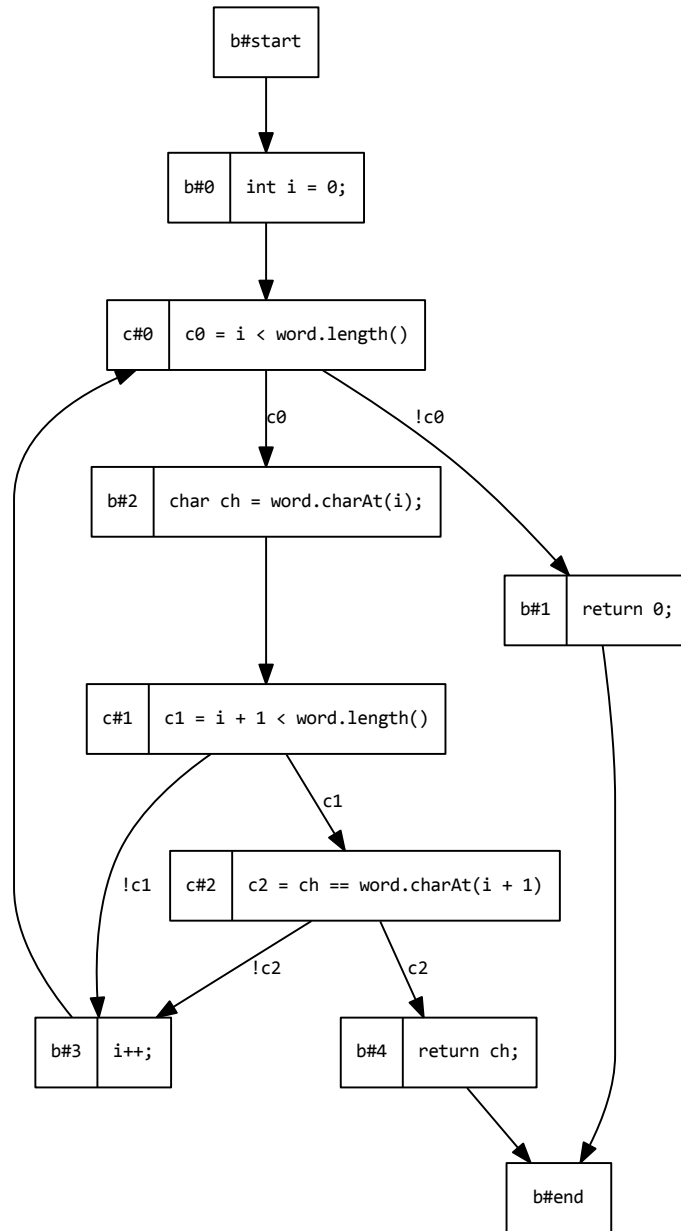 b#start
b#0 int i = 0;
c#0 c0 = i < word.length()
c0 !c0
b#2 char ch = word.charAt(i);
b#1 return 0;
c#1 c1 = i + 1 < word.length()
c1
!c1
c#2 c2 = ch == word.charAt(i + 1)
!c2 c2
b#3 i++;
b#4 return ch;
b#end